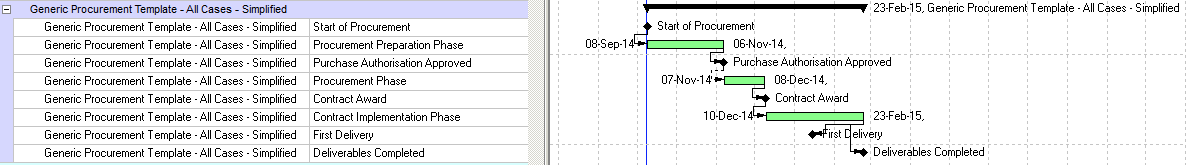 Generic Procurement Template - All Cases - Simplified 23-Feb-15, Generic Procurement Template - All Cases - Simplified
Generic Procurement Template - All Cases - Simplified Start of Procurement Start of Procurement
Generic Procurement Template - All Cases - Simplified Procurement Preparation Phase 08-Sep-14 06-Nov-14,
Generic Procurement Template - All Cases - Simplified Purchase Authorisation Approved Purchase Authorisation Approved
Generic Procurement Template - All Cases - Simplified Procurement Phase 07-Nov-14 08-Dec-14,
Generic Procurement Template - All Cases - Simplified Contract Award Contract Award
Generic Procurement Template - All Cases - Simplified Contract Implementation Phase 10-Dec-14 23-Feb-15,
Generic Procurement Template - All Cases - Simplified First Delivery First Delivery
Generic Procurement Template - All Cases - Simplified Deliverables Completed Deliverables Completed